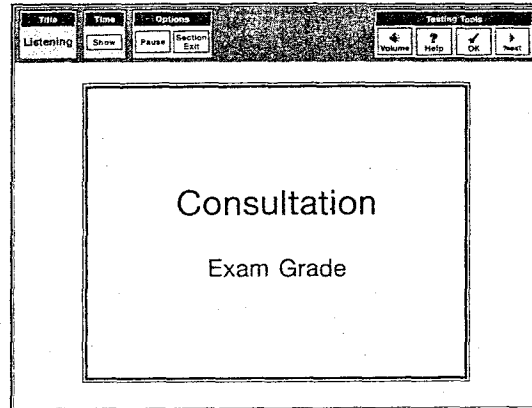 Title Time Options Testing Tools
Listening Show Pause Section Exit Volume Help OK Next
Consultation
Exam Grade